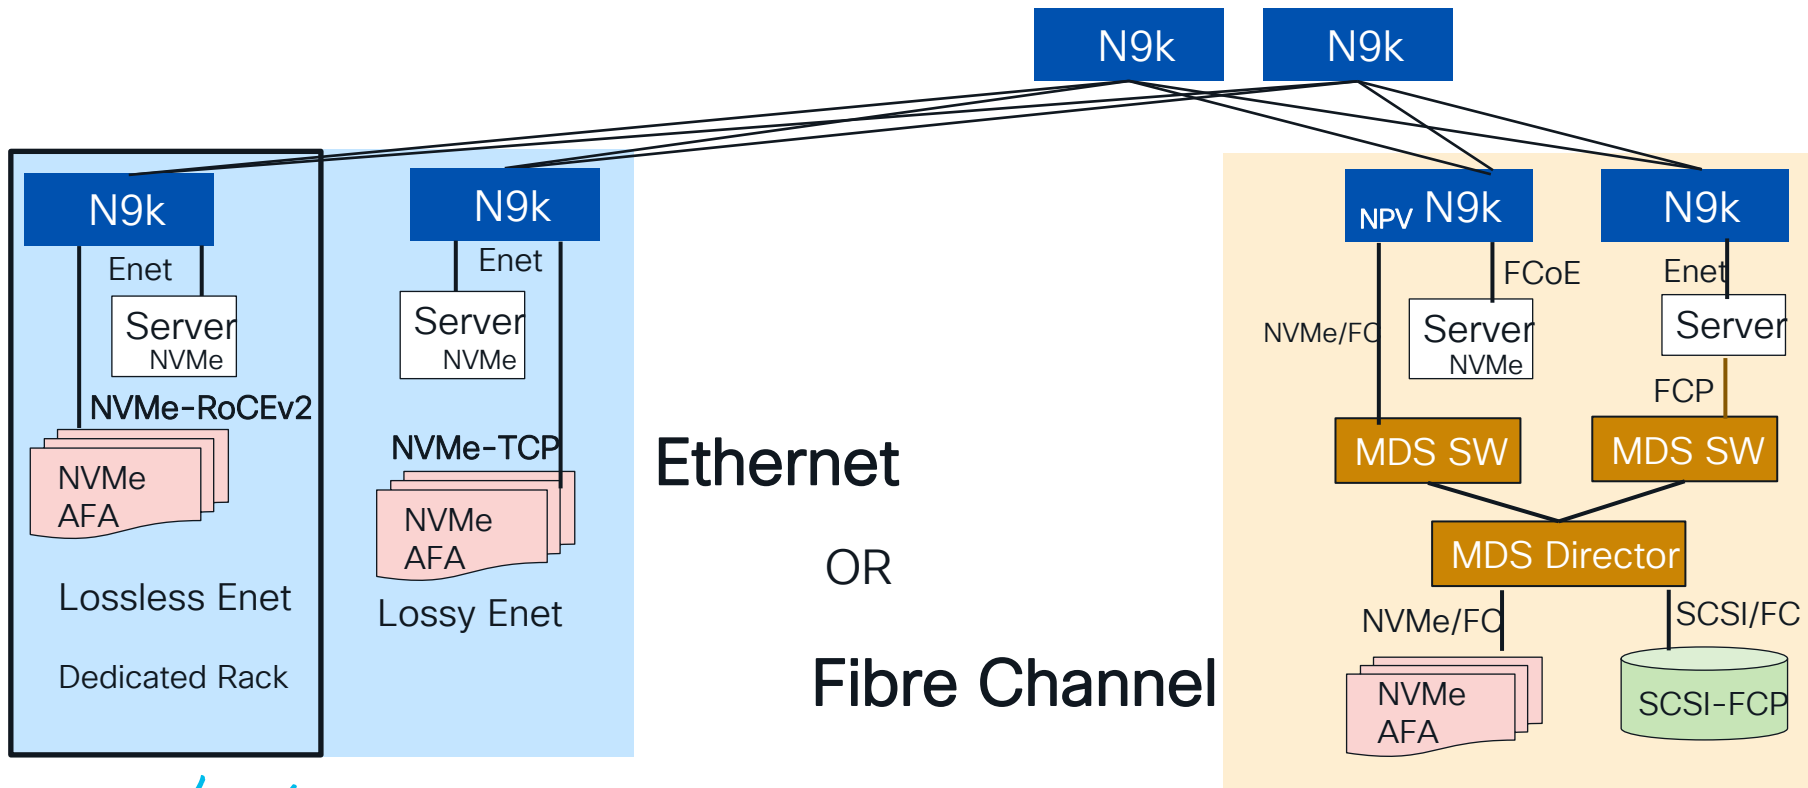 N9k
N9k
N9k
Enet
Server
NVMe
NVMe-RoCEv2
NVMe
AFA
Lossless Enet
Dedicated Rack
N9k
Enet
Server
NVMe
NVMe-TCP
NVMe
AFA
Lossy Enet
Ethernet
OR
Fibre Channel
NPV N9k
NVMe/FC
FCoE
Server
NVMe
MDS SW
N9k
Enet
Server
FCP
MDS SW
MDS Director
NVMe/FC
SCSI/FC
NVMe
AFA
SCSI-FCP